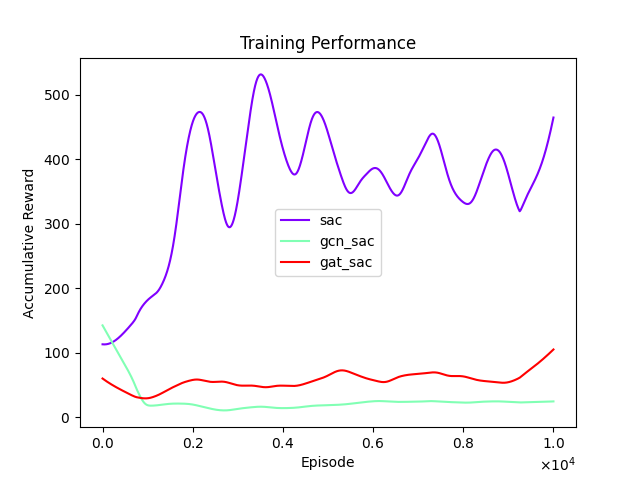 Training Performance
Accumulative Reward
500
400
300
200
100
0
sac
gcn_sac
gat_sac
0.0 0.2 0.4 0.6 0.8 1.0
Episode
×10⁴